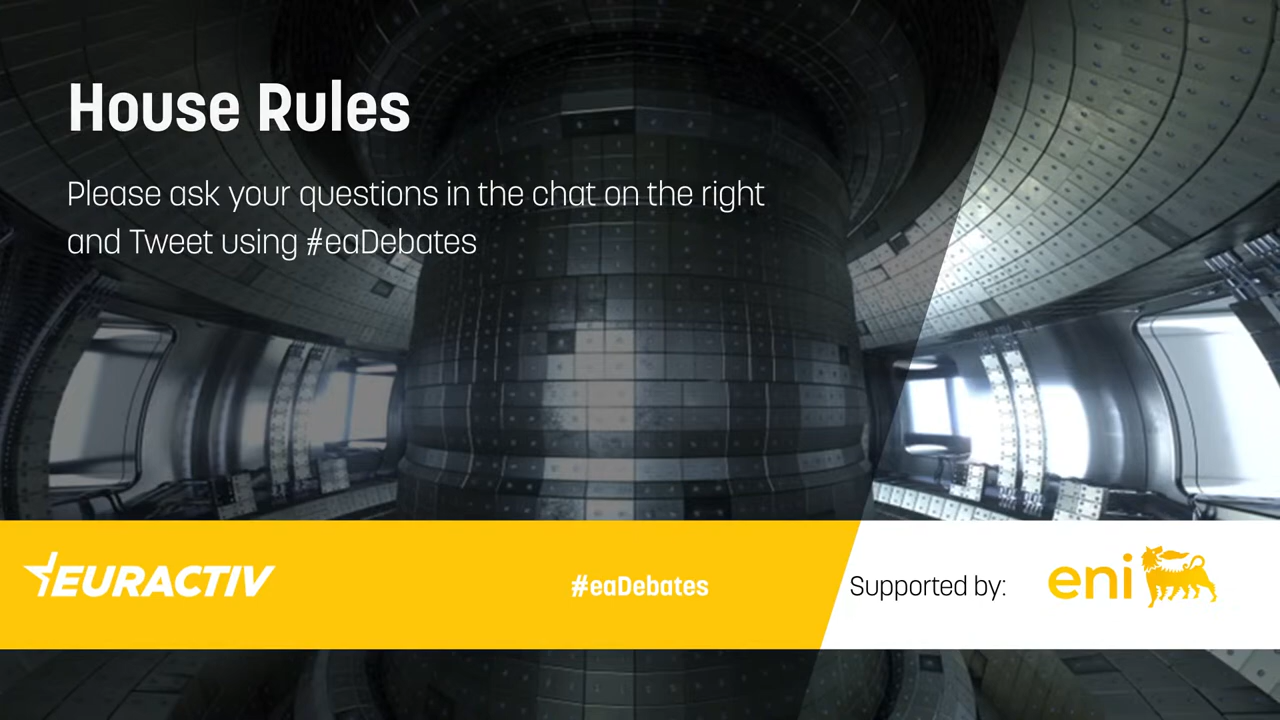 House Rules
Please ask your questions in the chat on the right
and Tweet using #eaDebates
EURACTIV
#eaDebates
Supported by:
eni